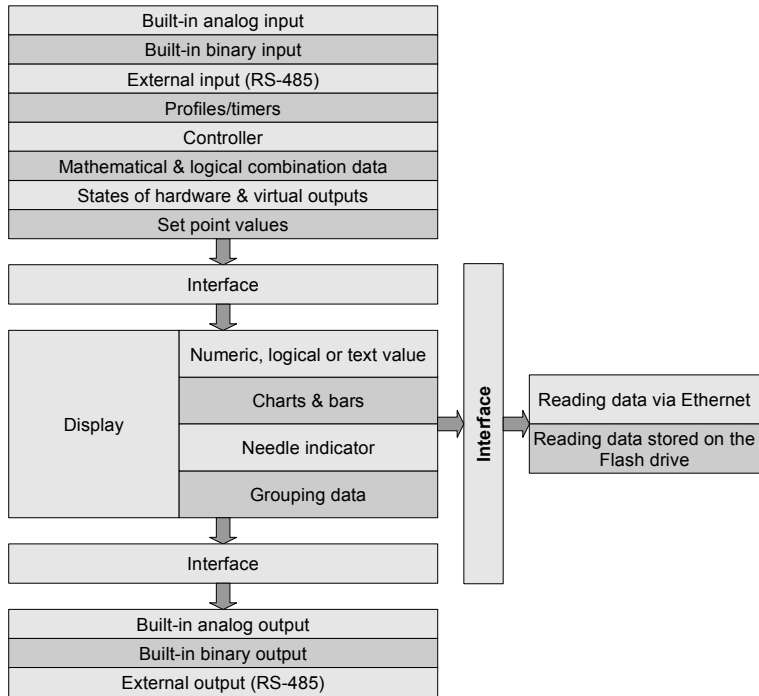 Built-in analog input
Built-in binary input
External input (RS-485)
Profiles/timers
Controller
Mathematical & logical combination data
States of hardware & virtual outputs
Set point values
Interface
Display
Numeric, logical or text value
Charts & bars
Needle indicator
Grouping data
Interface
Reading data via Ethernet
Reading data stored on the
Flash drive
Interface
Built-in analog output
Built-in binary output
External output (RS-485)